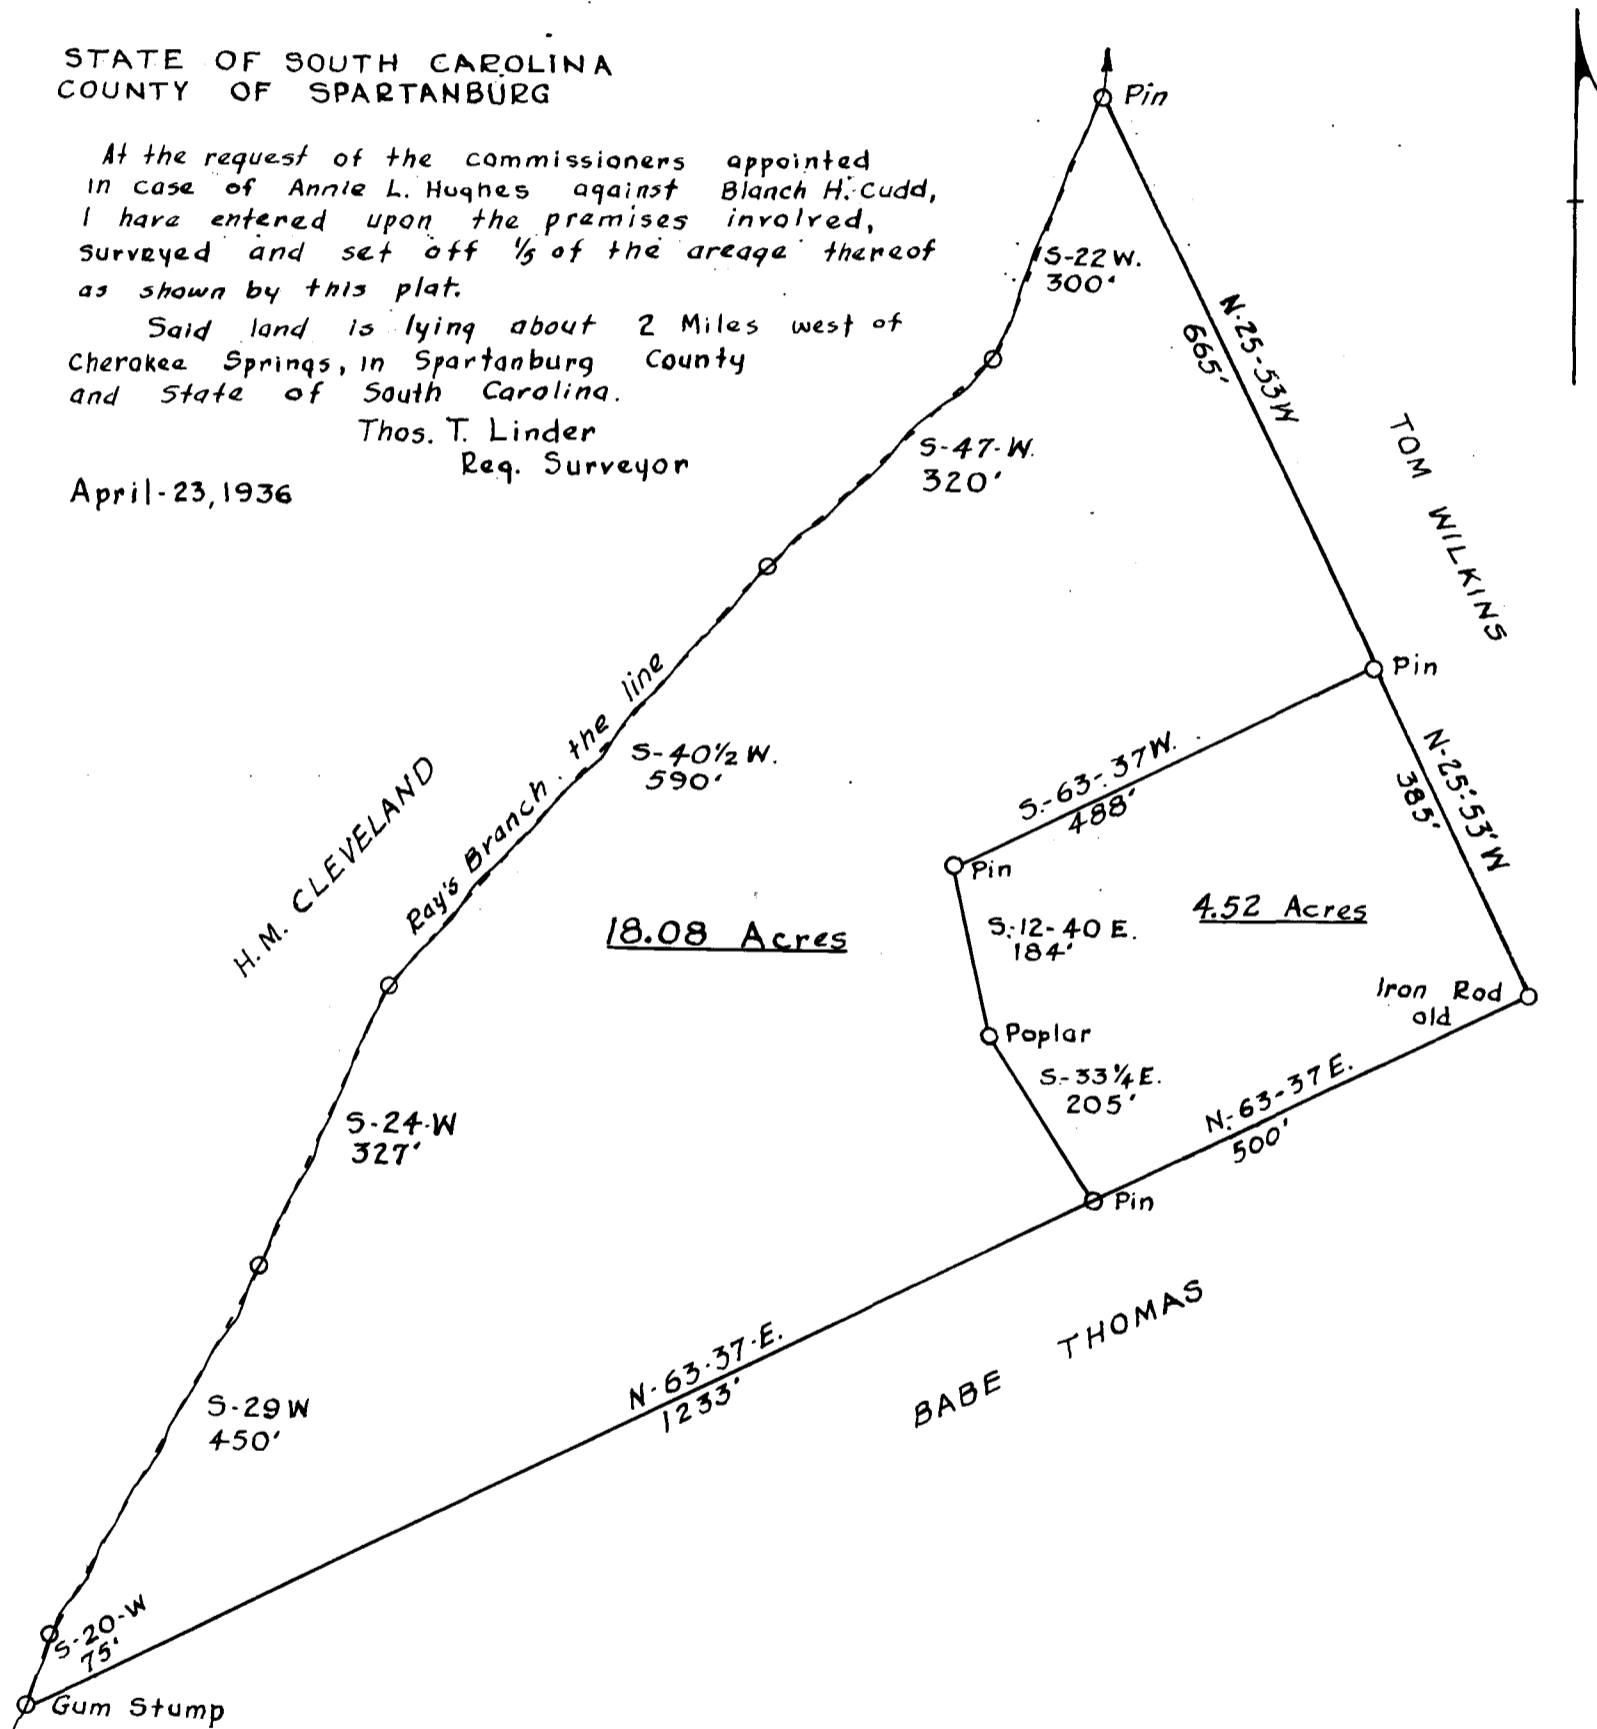 STATE OF SOUTH CAROLINA
COUNTY OF SPARTANBURG
At the request of the commissioners appointed
in case of Annie L. Hughes against Blanch H. Cudd,
I have entered upon the premises involved,
surveyed and set off 1/5 of the areage thereof
as shown by this plat.
Said land is lying about 2 Miles west of
Cherokee Springs, in Spartanburg County
and State of South Carolina.
Thos. T. Linder
Reg. Surveyor
April-23, 1936
Pin
S-22 W.
300'
N-25-53 W
665'
S-47-W.
320'
TOM WILKINS
Pin
Ray's Branch the line
S-40½ W.
590'
H.M. CLEVELAND
S-63-37 W.
488'
N-25°-53' W
385'
Pin
18.08 Acres
4.52 Acres
S-12-40 E.
184'
Iron Rod
old
Poplar
S-33¼ E.
205'
N-63-37 E.
500'
S-24-W
327'
Pin
BABE THOMAS
N-63-37-E.
1233'
S-29 W
450'
S-20-W
75'
Gum Stump